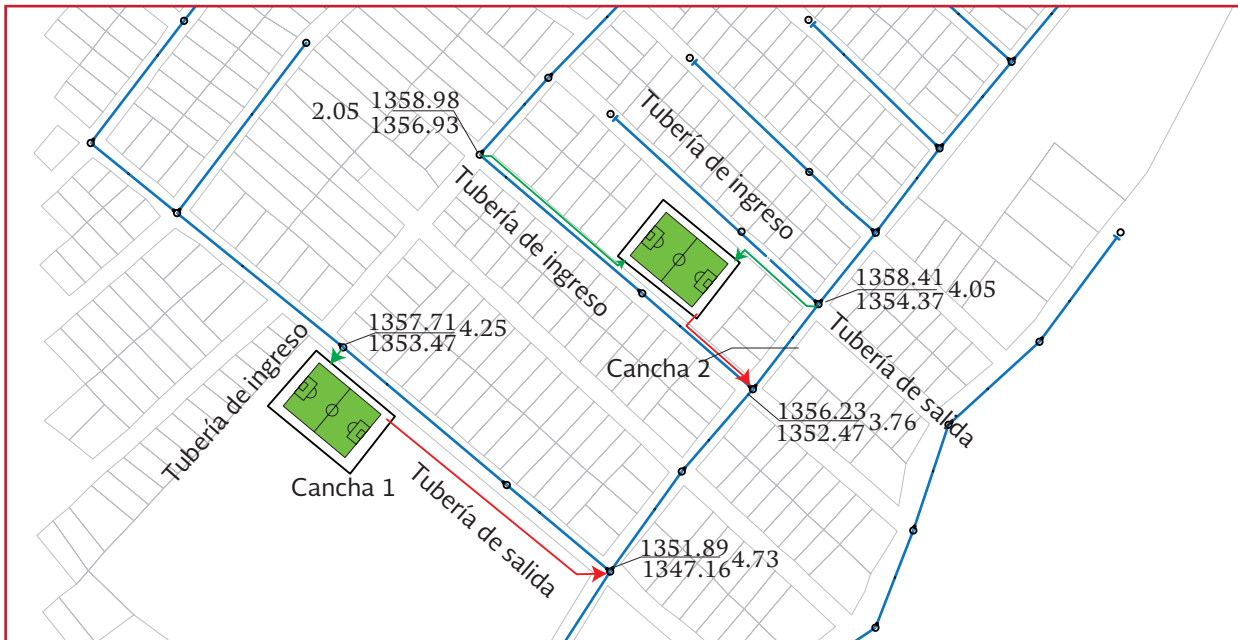 2.05 1358.98
1356.93
Tubería de ingreso
Tubería de ingreso
1358.41 4.05
1354.37
Tubería de salida
1357.71 4.25
1353.47
Tubería de ingreso
Cancha 2
1356.23 3.76
1352.47
Cancha 1
Tubería de salida
1351.89 4.73
1347.16